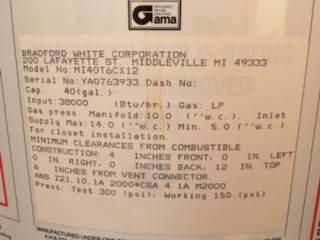 Gama
BRADFORD WHITE CORPORATION
200 LAFAYETTE ST. MIDDLEVILLE MI 49333
Model No:MI40T6CX12
Serial No:YA0763933 Dash No:
Cap. 40(gal.)
Input:38000 (Btu/hr.) Gas: LP
Gas press. Manifold:10.0 (''w.c.). Inlet
Supply Max:14.0 (''w.c.) Min. 5.0 (''w.c.).
For closet installation.
MINIMUM CLEARANCES FROM COMBUSTIBLE
CONSTRUCTION: 4 INCHES FRONT, 0 IN. LEFT
0 IN. RIGHT, 0 INCHES BACK, 12 IN. TOP
6 INCHES FROM VENT CONNECTOR.
ANS Z21.10.1A 2000*CSA 4.1A M2000
Press: Test 300 (psi), Working 150 (psi)
MANUFACTURED UNDER ONE